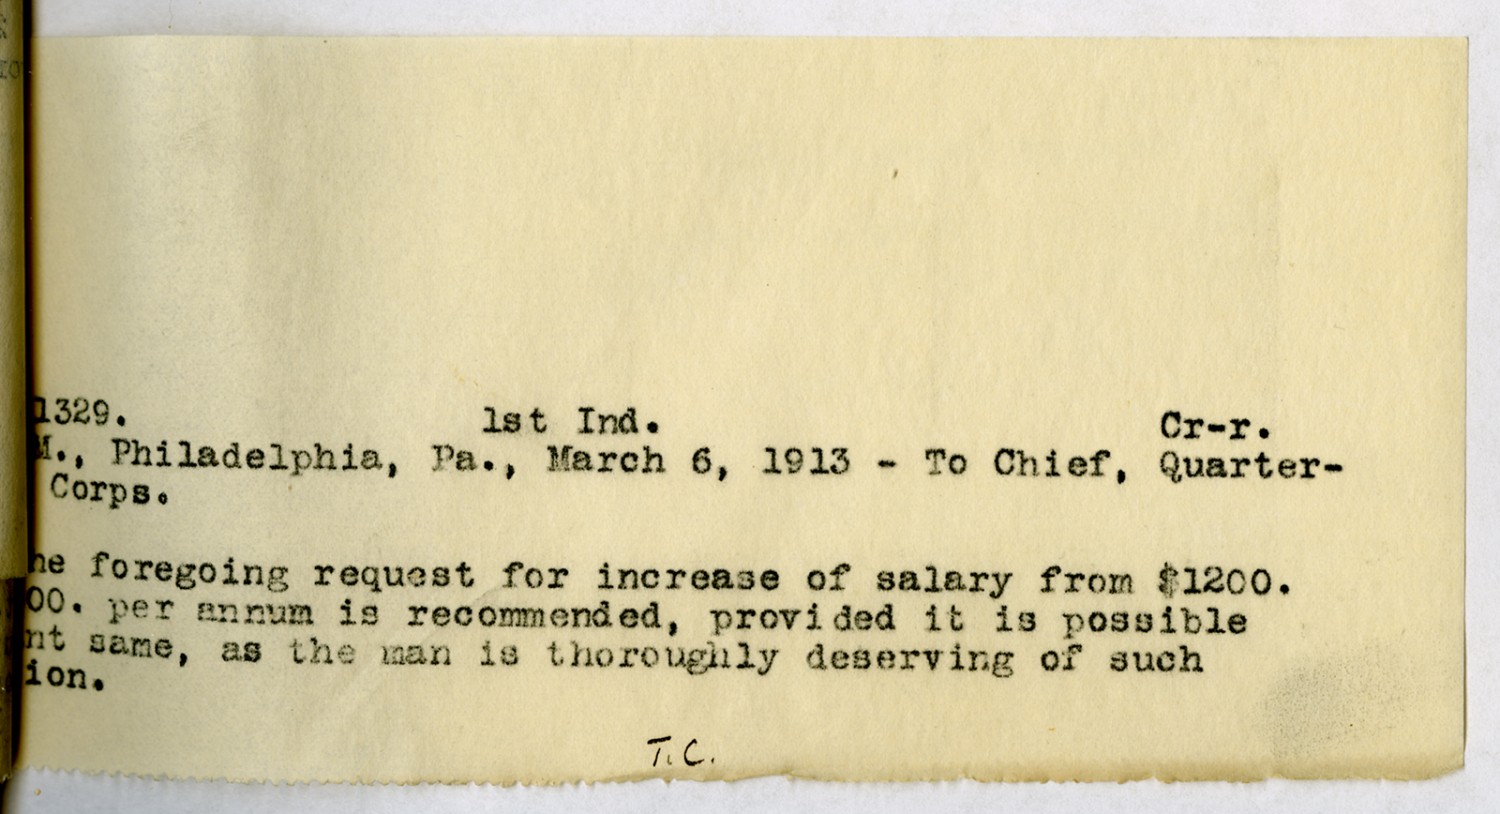 1329. 1st Ind. Cr-r.
M., Philadelphia, Pa., March 6, 1913 - To Chief, Quarter-
Corps.
he foregoing request for increase of salary from $1200.
00. per annum is recommended, provided it is possible
nt same, as the man is thoroughly deserving of such
ion.
T.C.